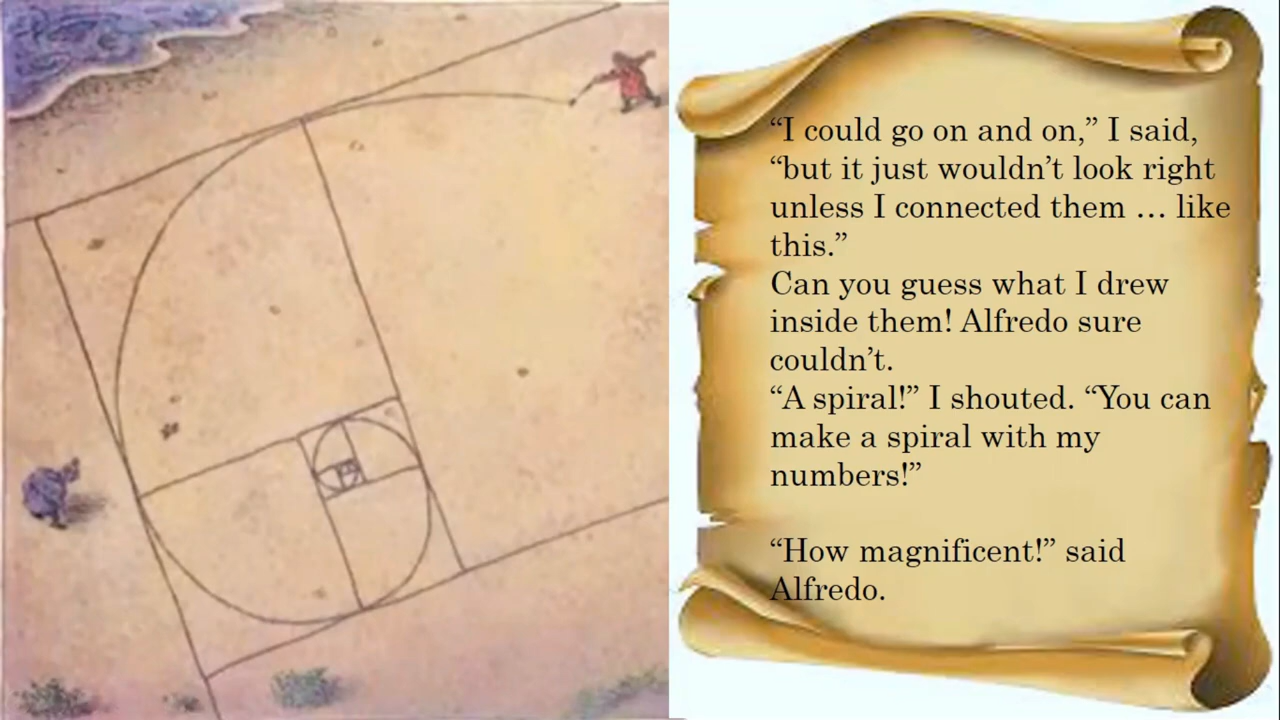 “I could go on and on,” I said,
“but it just wouldn’t look right
unless I connected them … like
this.”
Can you guess what I drew
inside them! Alfredo sure
couldn’t.
“A spiral!” I shouted. “You can
make a spiral with my
numbers!”
“How magnificent!” said
Alfredo.